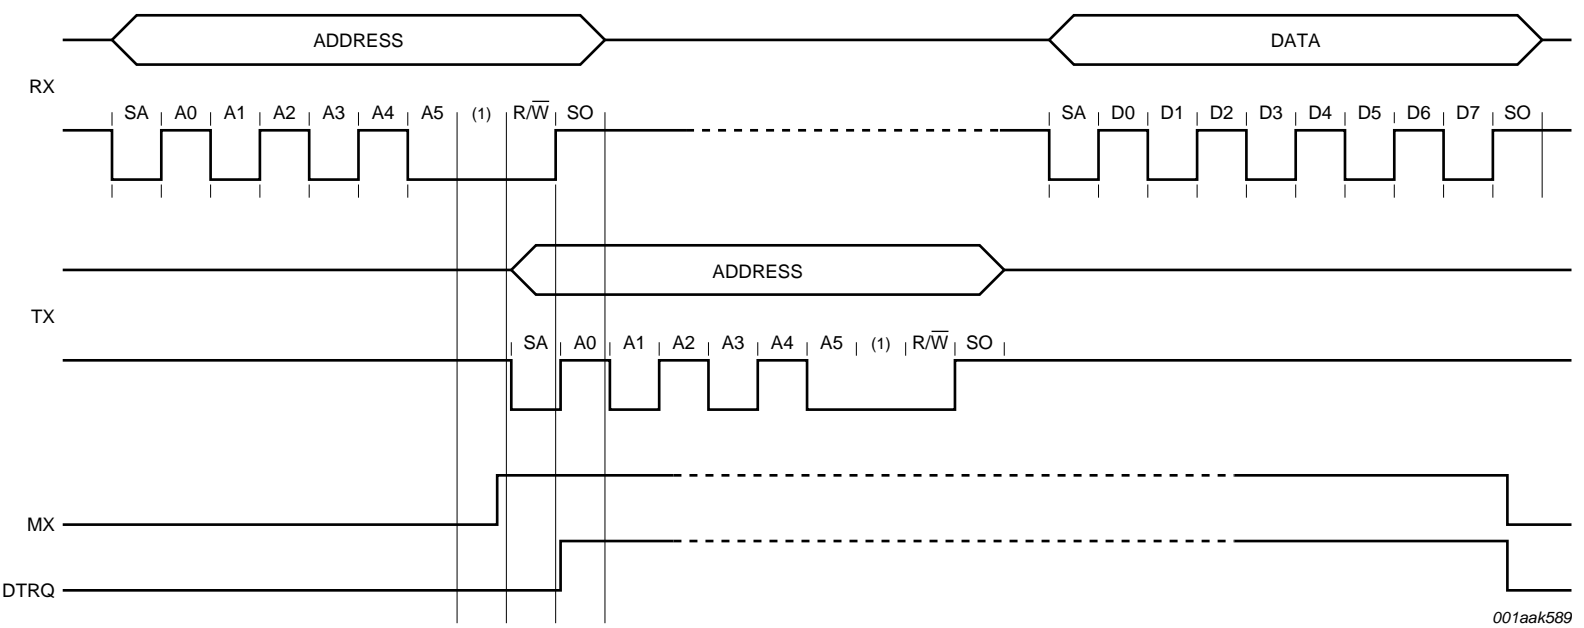 ADDRESS DATA
RX
SA A0 A1 A2 A3 A4 A5 (1) R/W̅ SO SA D0 D1 D2 D3 D4 D5 D6 D7 SO
ADDRESS
TX
SA A0 A1 A2 A3 A4 A5 (1) R/W̅ SO
MX
DTRQ
001aak589